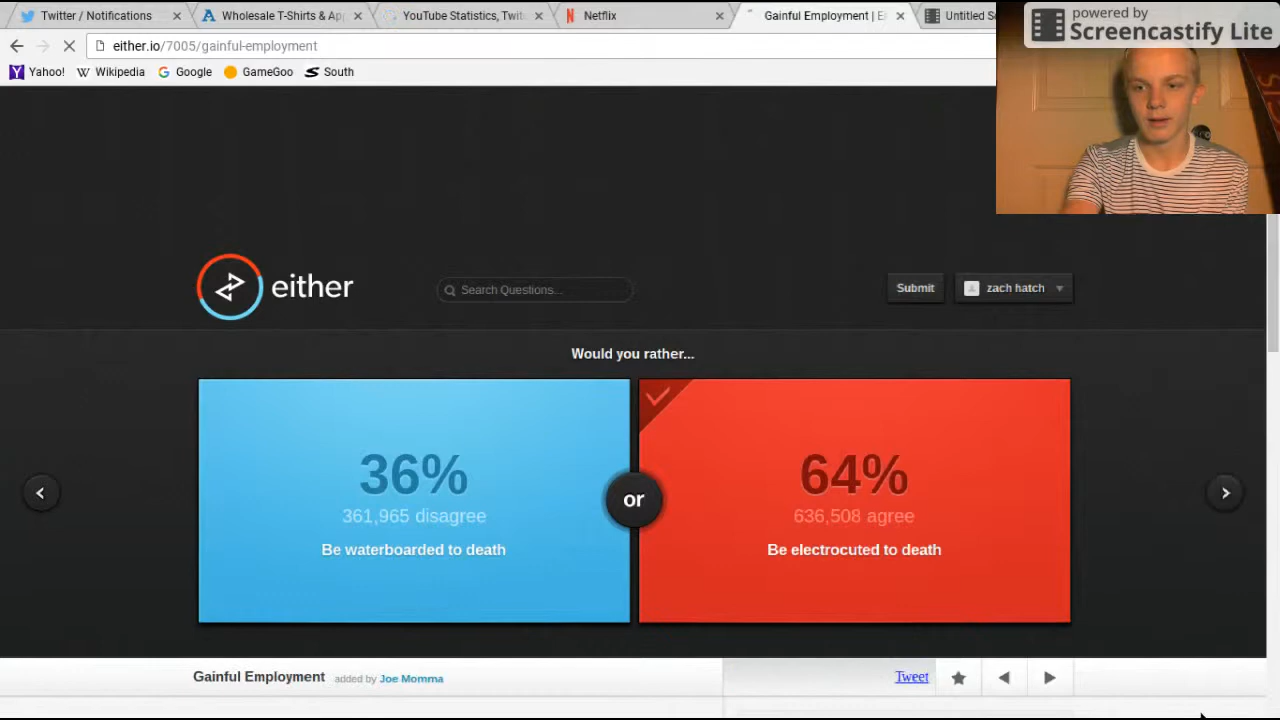 Twitter / Notifications
Wholesale T-Shirts & Ap
YouTube Statistics, Twit
Netflix
Gainful Employment | E
Untitled S
powered by
Screencastify Lite
either.io/7005/gainful-employment
Yahoo!
Wikipedia
Google
GameGoo
South
either
Search Questions...
Submit
zach hatch
Would you rather...
36%
361,965 disagree
Be waterboarded to death
or
64%
636,508 agree
Be electrocuted to death
Gainful Employment added by Joe Momma
Tweet